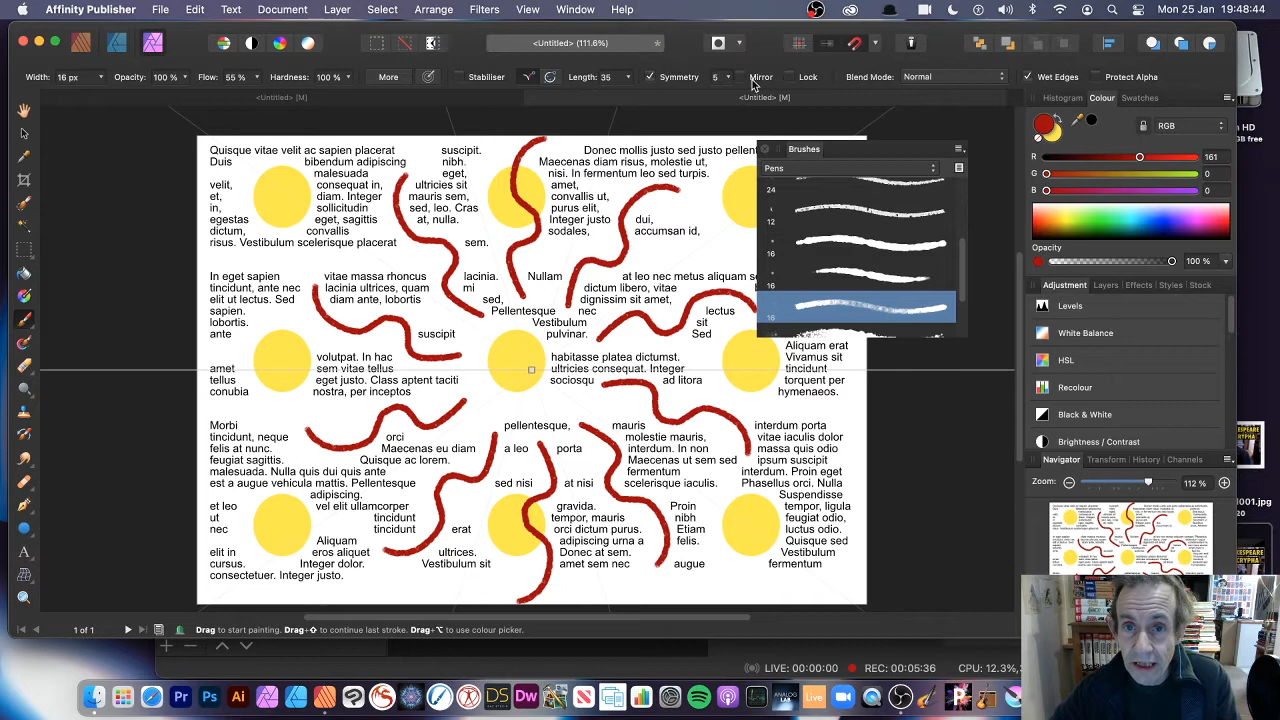 Affinity Publisher File Edit Text Document Layer Select Arrange Filters View Window Help Mon 25 Jan 19:48:44
<Untitled> (111.6%)
Width: 16 px Opacity: 100 % Flow: 55 % Hardness: 100 % More Stabiliser Length: 35 Symmetry 5 Mirror Lock Blend Mode: Normal Wet Edges Protect Alpha
<Untitled> [M] <Untitled> [M]
Histogram Colour Swatches
RGB
R 161
G 0
B 0
Opacity
100 %
Brushes
Pens
24
12
16
16
16
Quisque vitae velit ac sapien placerat suscipit. Donec mollis justo sed justo pellen
Duis bibendum adipiscing nibh. Maecenas diam risus, molestie ut,
malesuada nisi. In fermentum leo sed turpis.
velit, consequat in, ultricies sit amet,
et, diam. Integer mauris sem, convallis ut,
in, sollicitudin sed, leo. Cras purus elit,
egestas eget, sagittis at, nulla. Integer justo dui,
dictum, convallis sodales, accumsan id,
risus. Vestibulum scelerisque placerat sem.
In eget sapien vitae massa rhoncus lacinia. Nullam at leo nec metus aliquam se
tincidunt, ante nec lacinia ultrices, quam mi dictum libero, vitae
elit ut lectus. Sed diam ante, lobortis sed, dignissim sit amet,
sapien. Pellentesque nec lectus
lobortis. Vestibulum sit
ante suscipit pulvinar. Sed
Aliquam erat
volutpat. In hac habitasse platea dictumst. Vivamus sit
amet sem vitae tellus ultricies consequat. Integer tincidunt
tellus eget justo. Class aptent taciti sociosqu ad litora torquent per
conubia nostra, per inceptos hymenaeos.
Morbi pellentesque, mauris interdum porta
tincidunt, neque orci molestie mauris, vitae iaculis dolor
felis at nunc. Maecenas eu diam a leo porta interdum. In non massa quis odio
feugiat sagittis. Quisque ac lorem. Maecenas ut sem sed ipsum suscipit
malesuada. Nulla quis dui quis ante fermentum interdum. Proin eget
est a augue vehicula mattis. Pellentesque sed nisi at nisi scelerisque iaculis. Phasellus orci. Nulla
adipiscing. Suspendisse
et leo vel elit ullamcorper gravida. Proin tempor, ligula
ut tincidunt tempor, mauris nibh feugiat odio,
nec tincidunt erat orci dictum purus. Etiam luctus odio.
Aliquam adipiscing urna a felis. Quisque sed
elit in eros aliquet ultrices. Donec at sem. Vestibulum
cursus. Integer dolor. Vestibulum sit amet sem nec augue fermentum
consectetuer. Integer justo.
Adjustment Layers Effects Styles Stock
Levels
White Balance
HSL
Recolour
Black & White
Brightness / Contrast
Navigator Transform History Channels
Zoom: 112 %
1 of 1 Drag to start painting. Drag+⇧ to continue last stroke. Drag+⌥ to use colour picker.
LIVE: 00:00:00 REC: 00:05:36 CPU: 12.3%,